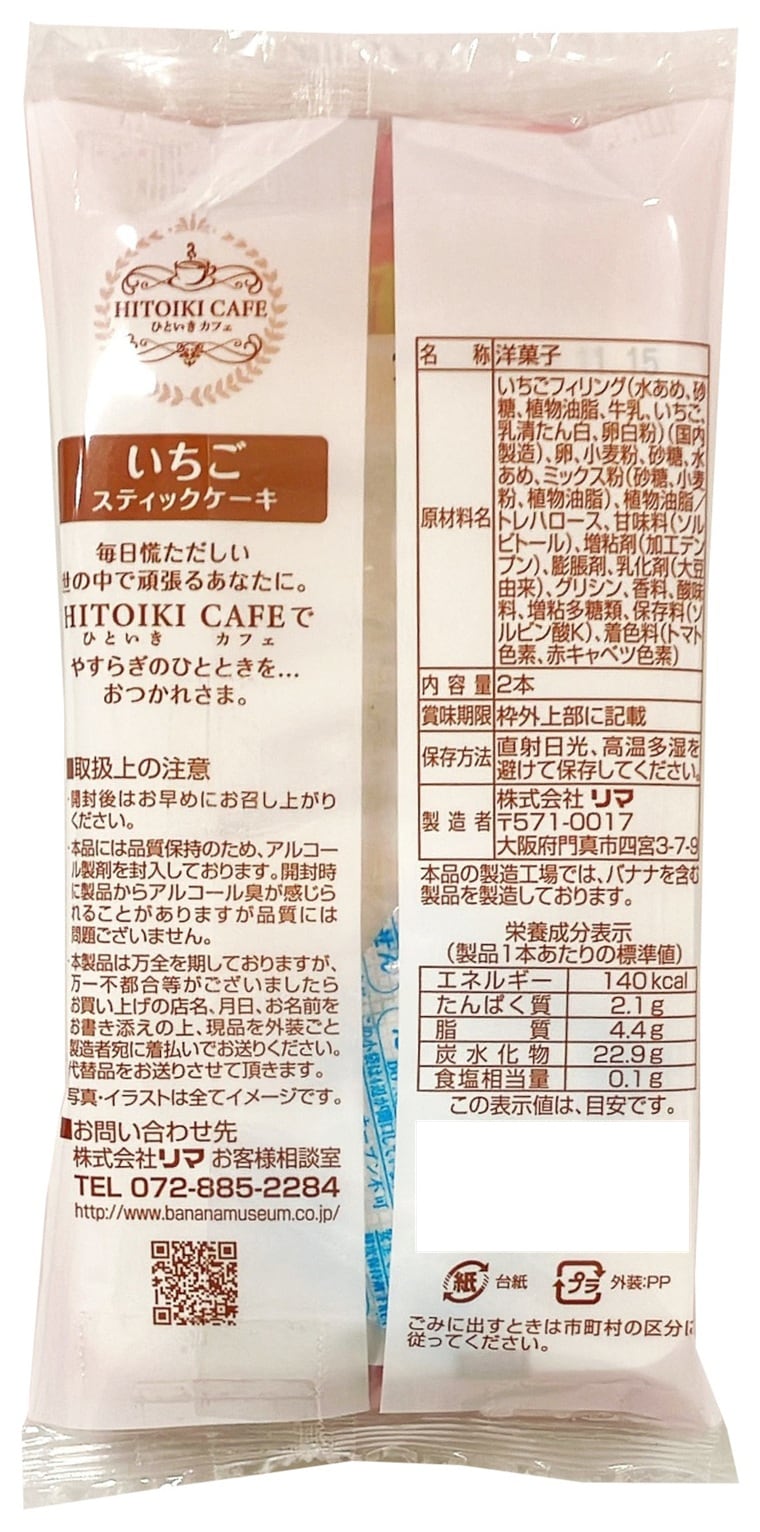 HITOIKI CAFE
ひといきカフェ
いちご
スティックケーキ
毎日慌ただしい
世の中で頑張るあなたに。
HITOIKI CAFEで
ひといき カフェ
やすらぎのひとときを…
おつかれさま。
■取扱上の注意
・開封後はお早めにお召し上がり
ください。
・本品には品質保持のため、アルコー
ル製剤を封入しております。開封時
に製品からアルコール臭が感じら
れることがありますが品質には
問題ございません。
・本製品は万全を期しておりますが、
万一不都合等がございましたら
お買い上げの店名、月日、お名前を
お書き添えの上、現品を外装ごと
製造者宛に着払いでお送りください。
代替品をお送りさせて頂きます。
写真・イラストは全てイメージです。
■お問い合わせ先
株式会社リマ お客様相談室
TEL 072-885-2284
http://www.bananamuseum.co.jp/
名称 洋菓子
11 15
原材料名
いちごフィリング(水あめ、砂
糖、植物油脂、牛乳、いちご、
乳清たん白、卵白粉)(国内
製造)、卵、小麦粉、砂糖、水
あめ、ミックス粉(砂糖、小麦
粉、植物油脂)、植物油脂/
トレハロース、甘味料(ソル
ビトール)、増粘剤(加工デン
プン)、膨脹剤、乳化剤(大豆
由来)、グリシン、香料、酸味
料、増粘多糖類、保存料(ソ
ルビン酸K)、着色料(トマト
色素、赤キャベツ色素)
内容量 2本
賞味期限 枠外上部に記載
保存方法 直射日光、高温多湿を
避けて保存してください。
製造者 株式会社 リマ
〒571-0017
大阪府門真市四宮3-7-9
本品の製造工場では、バナナを含む
製品を製造しております。
栄養成分表示
(製品1本あたりの標準値)
エネルギー 140kcal
たんぱく質 2.1g
脂質 4.4g
炭水化物 22.9g
食塩相当量 0.1g
この表示値は、目安です。
紙 台紙
プラ 外装:PP
ごみに出すときは市町村の区分に
従ってください。